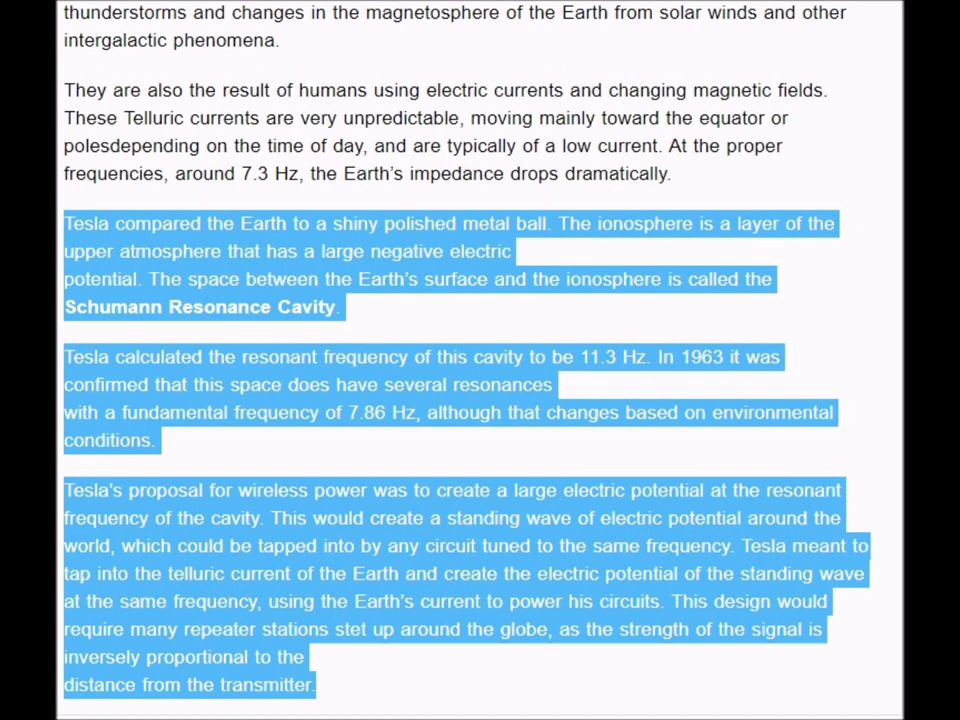 thunderstorms and changes in the magnetosphere of the Earth from solar winds and other
intergalactic phenomena.
They are also the result of humans using electric currents and changing magnetic fields.
These Telluric currents are very unpredictable, moving mainly toward the equator or
polesdepending on the time of day, and are typically of a low current. At the proper
frequencies, around 7.3 Hz, the Earth's impedance drops dramatically.
Tesla compared the Earth to a shiny polished metal ball. The ionosphere is a layer of the
upper atmosphere that has a large negative electric
potential. The space between the Earth's surface and the ionosphere is called the
Schumann Resonance Cavity.
Tesla calculated the resonant frequency of this cavity to be 11.3 Hz. In 1963 it was
confirmed that this space does have several resonances
with a fundamental frequency of 7.86 Hz, although that changes based on environmental
conditions.
Tesla's proposal for wireless power was to create a large electric potential at the resonant
frequency of the cavity. This would create a standing wave of electric potential around the
world, which could be tapped into by any circuit tuned to the same frequency. Tesla meant to
tap into the telluric current of the Earth and create the electric potential of the standing wave
at the same frequency, using the Earth's current to power his circuits. This design would
require many repeater stations stet up around the globe, as the strength of the signal is
inversely proportional to the
distance from the transmitter.